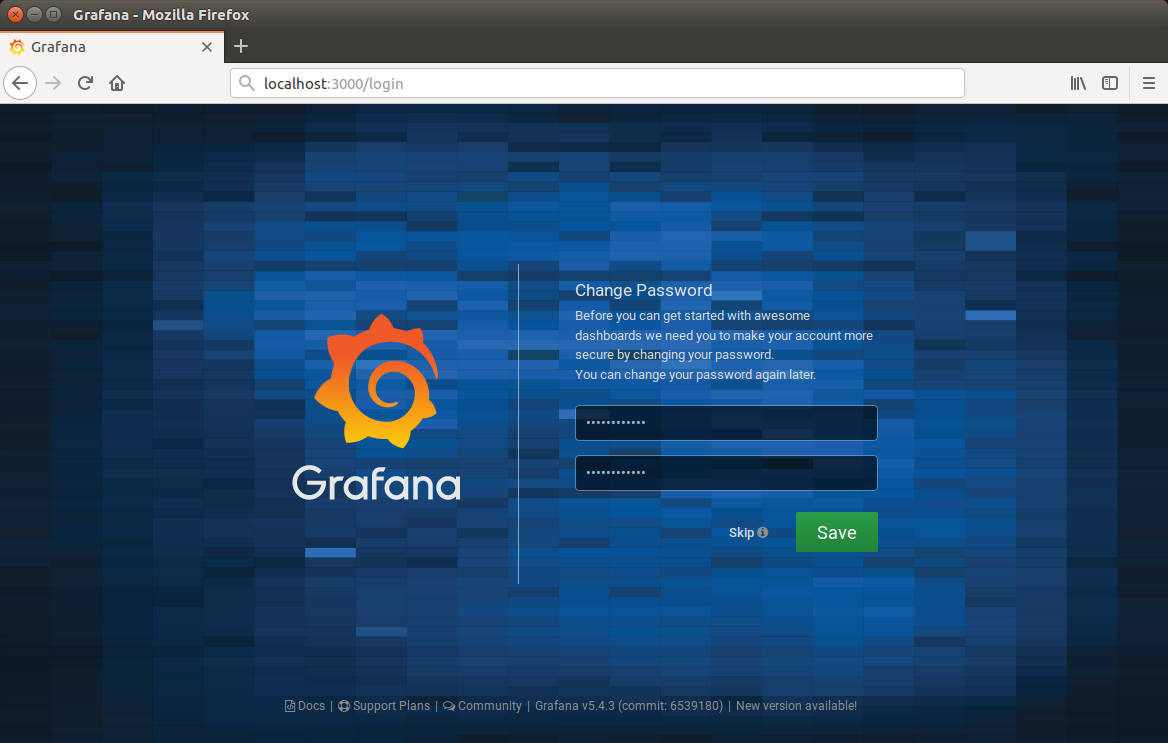 Grafana - Mozilla Firefox
Grafana
localhost:3000/login
Change Password
Before you can get started with awesome
dashboards we need you to make your account more
secure by changing your password.
You can change your password again later.
••••••••••••
••••••••••••
Skip
Save
Grafana
Docs | Support Plans | Community | Grafana v5.4.3 (commit: 6539180) | New version available!